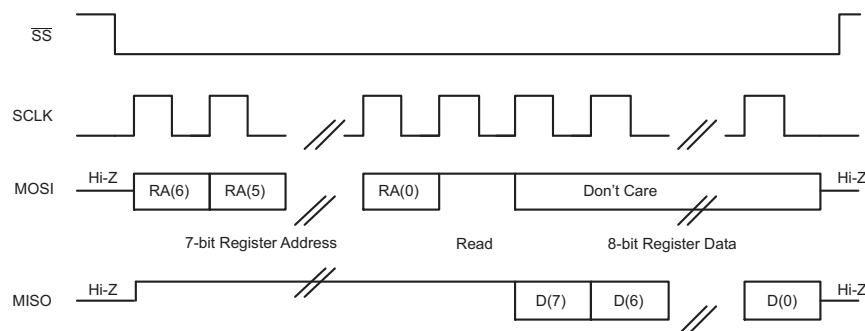 SS
SCLK
Hi-Z
MOSI
RA(6)
RA(5)
RA(0)
Don't Care
Hi-Z
7-bit Register Address
Read
8-bit Register Data
Hi-Z
MISO
D(7)
D(6)
D(0)
Hi-Z